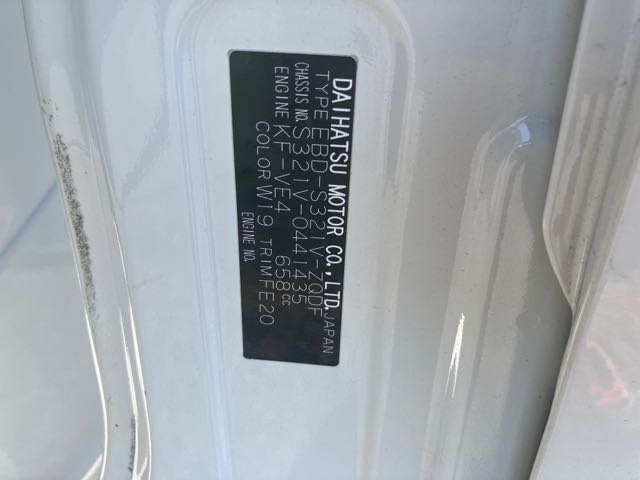 DAIHATSU MOTOR CO., LTD. JAPAN
TYPE EBD-S321V-ZQDF
CHASSIS NO. S321V-0441435
ENGINE KF-VE4 658cc
COLOR W19 TRIM FE20
ENGINE NO.